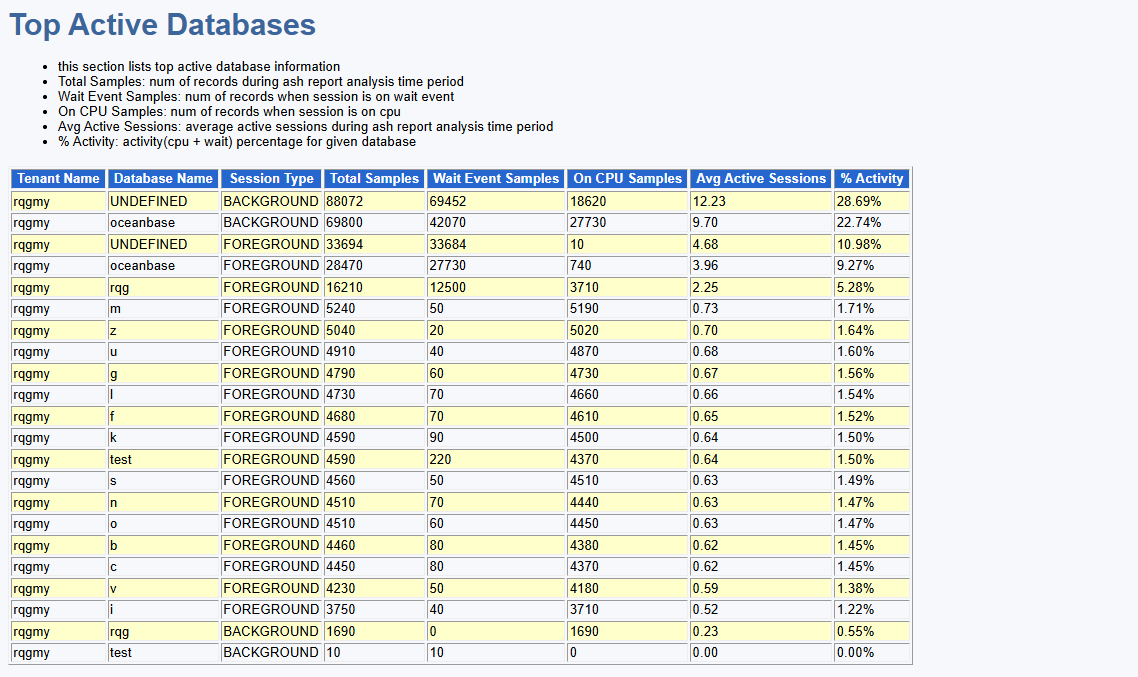 Top Active Databases
• this section lists top active database information
• Total Samples: num of records during ash report analysis time period
• Wait Event Samples: num of records when session is on wait event
• On CPU Samples: num of records when session is on cpu
• Avg Active Sessions: average active sessions during ash report analysis time period
• % Activity: activity(cpu + wait) percentage for given database
Tenant Name Database Name Session Type Total Samples Wait Event Samples On CPU Samples Avg Active Sessions % Activity
rqgmy UNDEFINED BACKGROUND 88072 69452 18620 12.23 28.69%
rqgmy oceanbase BACKGROUND 69800 42070 27730 9.70 22.74%
rqgmy UNDEFINED FOREGROUND 33694 33684 10 4.68 10.98%
rqgmy oceanbase FOREGROUND 28470 27730 740 3.96 9.27%
rqgmy rqg FOREGROUND 16210 12500 3710 2.25 5.28%
rqgmy m FOREGROUND 5240 50 5190 0.73 1.71%
rqgmy z FOREGROUND 5040 20 5020 0.70 1.64%
rqgmy u FOREGROUND 4910 40 4870 0.68 1.60%
rqgmy g FOREGROUND 4790 60 4730 0.67 1.56%
rqgmy l FOREGROUND 4730 70 4660 0.66 1.54%
rqgmy f FOREGROUND 4680 70 4610 0.65 1.52%
rqgmy k FOREGROUND 4590 90 4500 0.64 1.50%
rqgmy test FOREGROUND 4590 220 4370 0.64 1.50%
rqgmy s FOREGROUND 4560 50 4510 0.63 1.49%
rqgmy n FOREGROUND 4510 70 4440 0.63 1.47%
rqgmy o FOREGROUND 4510 60 4450 0.63 1.47%
rqgmy b FOREGROUND 4460 80 4380 0.62 1.45%
rqgmy c FOREGROUND 4450 80 4370 0.62 1.45%
rqgmy v FOREGROUND 4230 50 4180 0.59 1.38%
rqgmy i FOREGROUND 3750 40 3710 0.52 1.22%
rqgmy rqg BACKGROUND 1690 0 1690 0.23 0.55%
rqgmy test BACKGROUND 10 10 0 0.00 0.00%